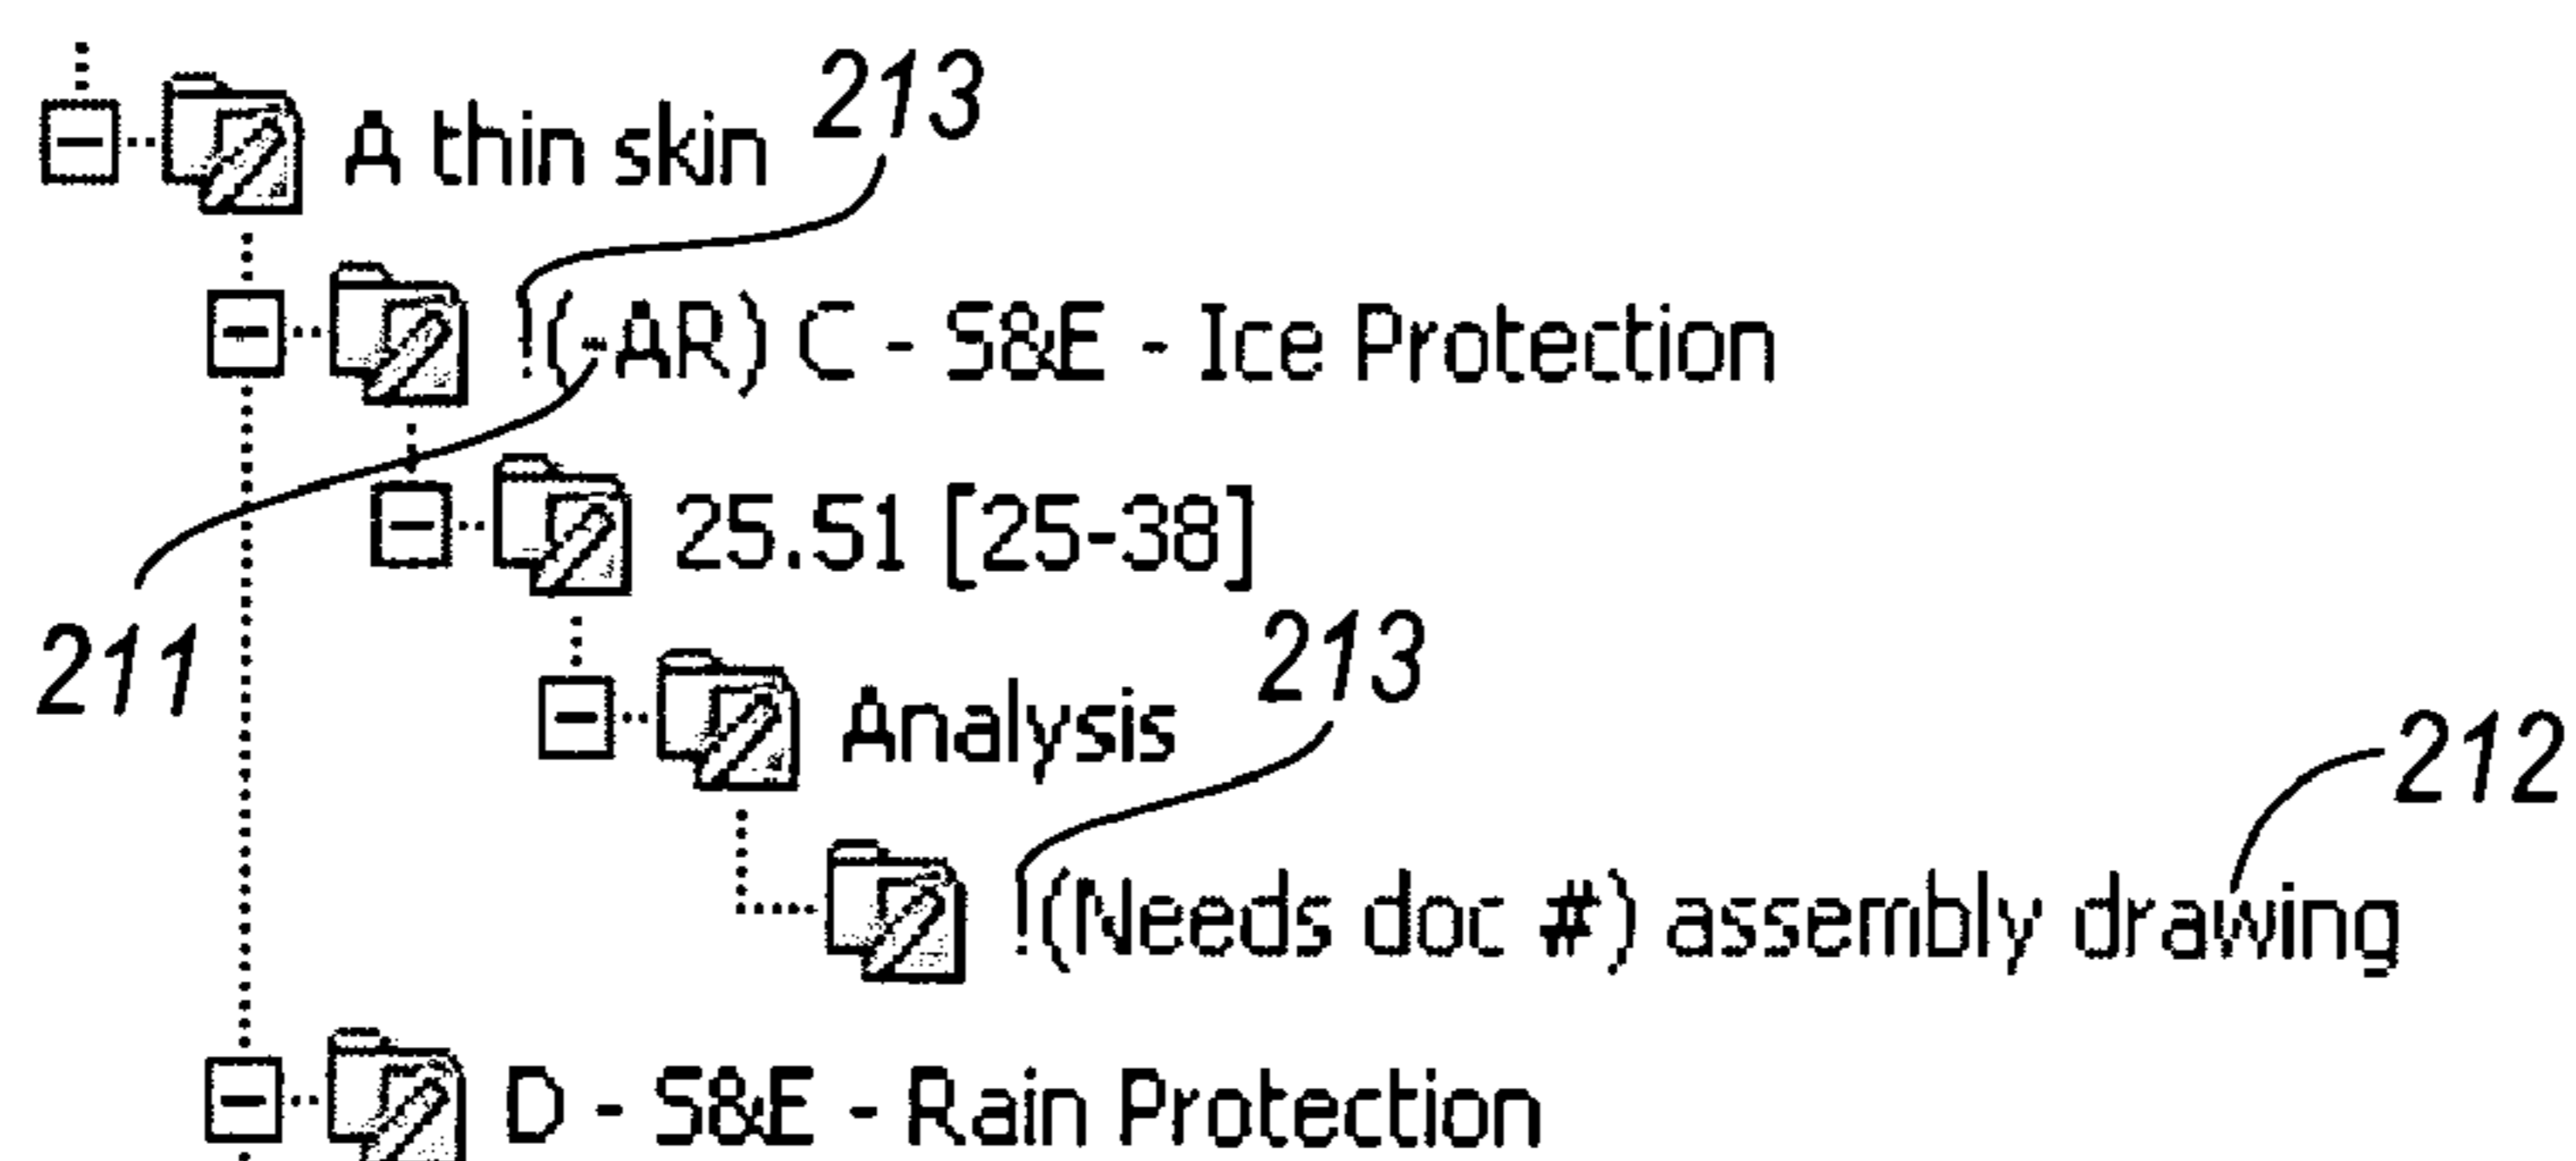 A thin skin 213
!(-AR) C - S&E - Ice Protection
25.51 [25-38]
211
213
Analysis
212
!(Needs doc #) assembly drawing
D - S&E - Rain Protection